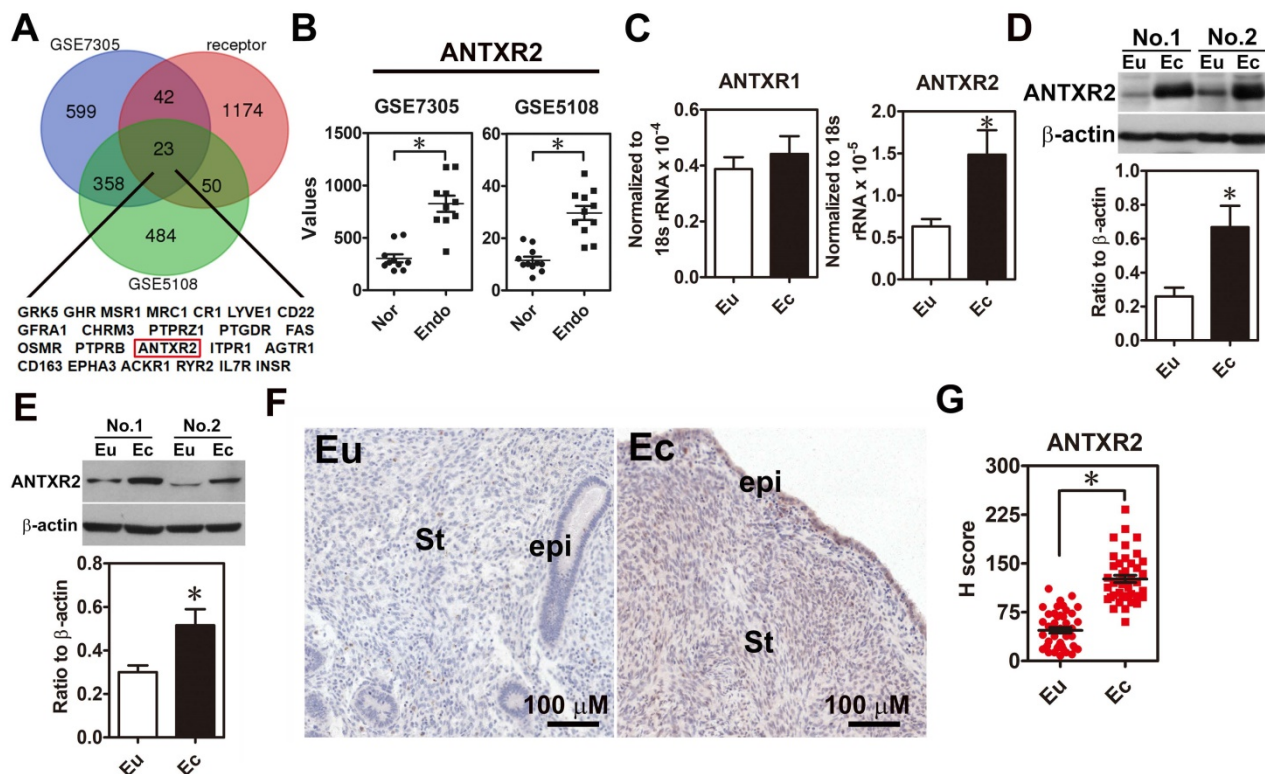 A
GSE7305
receptor
599
42
1174
23
358
50
484
GSE5108
GRK5 GHR MSR1 MRC1 CR1 LYVE1 CD22
GFRA1 CHRM3 PTPRZ1 PTGDR FAS
OSMR PTPRB ANTXR2 ITPR1 AGTR1
CD163 EPHA3 ACKR1 RYR2 IL7R INSR
B
ANTXR2
GSE7305
GSE5108
Values
1500
1000
500
0
*
Nor
Endo
60
40
20
0
*
Nor
Endo
C
ANTXR1
Normalized to
18s rRNA x 10-4
0.6
0.4
0.2
0.0
Eu
Ec
ANTXR2
Normalized to 18s
rRNA x 10-5
2.0
1.5
1.0
0.5
0.0
*
Eu
Ec
D
No.1 No.2
Eu Ec Eu Ec
ANTXR2
β-actin
Ratio to β-actin
1.0
0.8
0.6
0.4
0.2
0.0
*
Eu
Ec
E
No.1 No.2
Eu Ec Eu Ec
ANTXR2
β-actin
Ratio to β-actin
0.8
0.6
0.4
0.2
0.0
*
Eu
Ec
F
Eu
St
epi
100 μM
Ec
epi
St
100 μM
G
ANTXR2
H score
300
225
150
75
0
*
Eu
Ec